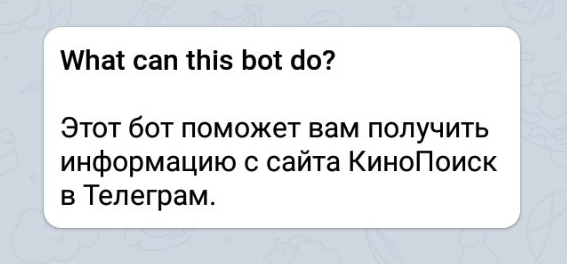 What can this bot do?
Этот бот поможет вам получить
информацию с сайта КиноПоиск
в Телеграм.